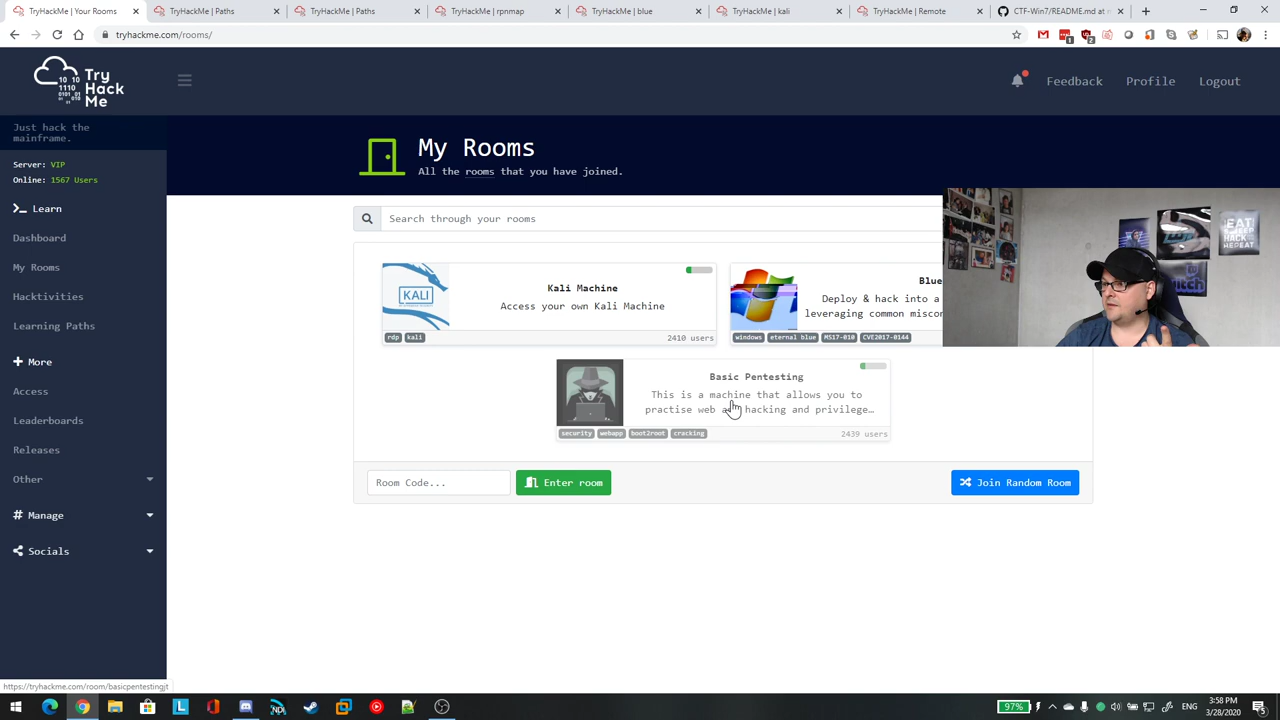 TryHackMe | Your Rooms
TryHackMe | Paths
TryHackMe | Paths
TryHackMe | rpnmap
TryHackMe | blue
TryHackMe | kali
TryHackMe | Remote
CTF-Win7/README.md at
tryhackme.com/rooms/
Try
Hack
Me
Feedback
Profile
Logout
Just hack the
mainframe.
Server: VIP
Online: 1567 Users
Learn
Dashboard
My Rooms
Hacktivities
Learning Paths
More
Access
Leaderboards
Releases
Other
Manage
Socials
My Rooms
All the rooms that you have joined.
Search through your rooms
KALI
Kali Machine
Access your own Kali Machine
rdp
kali
2410 users
Blue
Deploy & hack into a
leveraging common miscon
windows
eternal blue
MS17-010
CVE2017-0144
Basic Pentesting
This is a machine that allows you to
practise web a hacking and privilege…
security
webapp
boot2root
cracking
2439 users
Room Code...
Enter room
Join Random Room
EAT
SLEEP
HACK
REPEAT
https://tryhackme.com/room/basicpentestingjt
97%
ENG
3:58 PM
3/28/2020